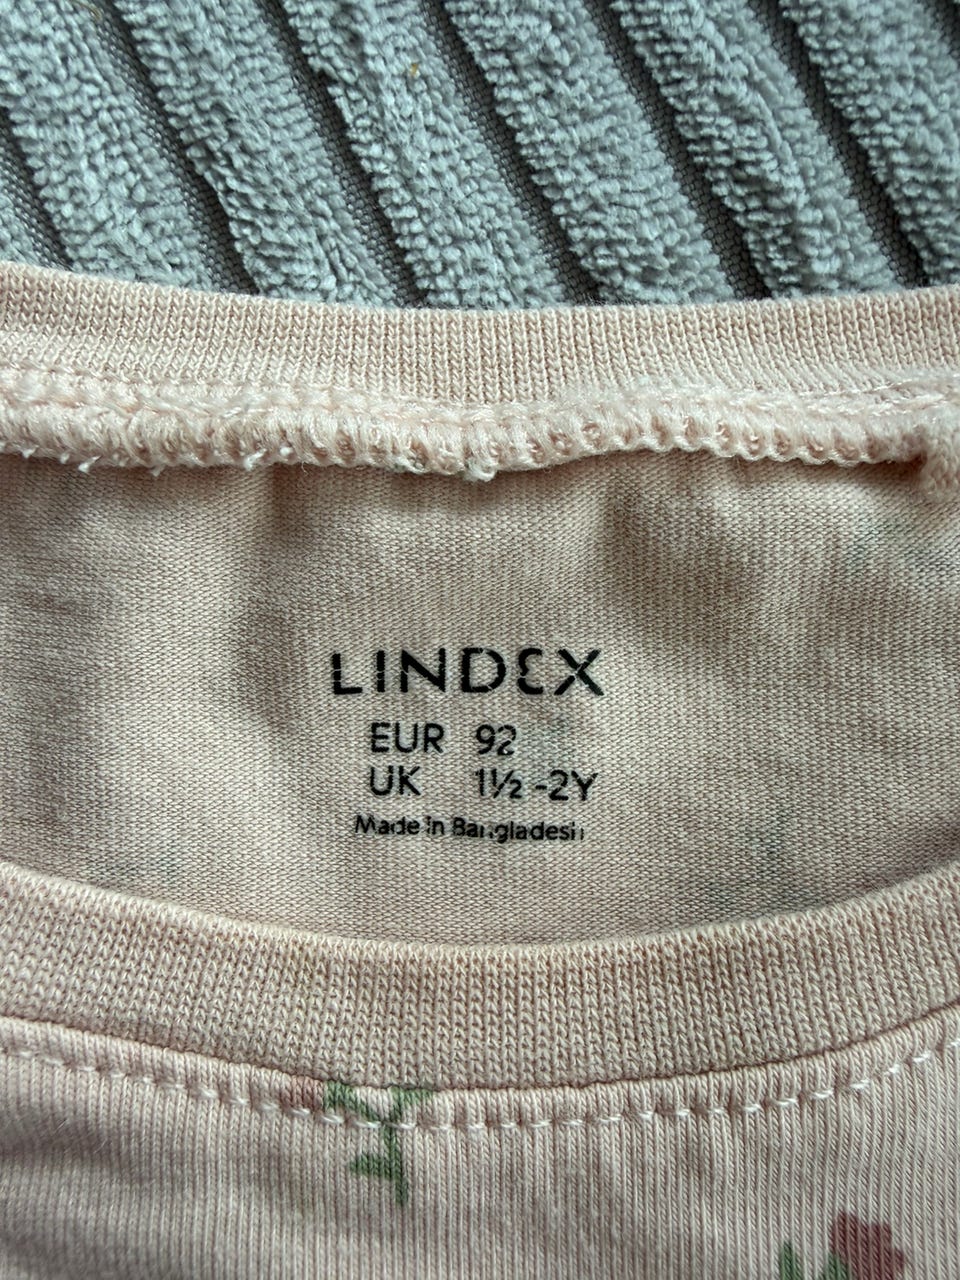 LINDEX
EUR 92
UK 1½-2Y
Made in Bangladesh